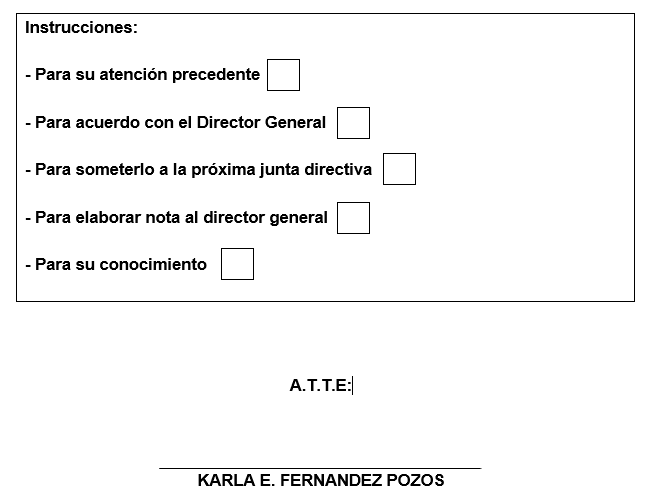 Instrucciones:
- Para su atención precedente
- Para acuerdo con el Director General
- Para someterlo a la próxima junta directiva
- Para elaborar nota al director general
- Para su conocimiento
A.T.T.E:
KARLA E. FERNANDEZ POZOS